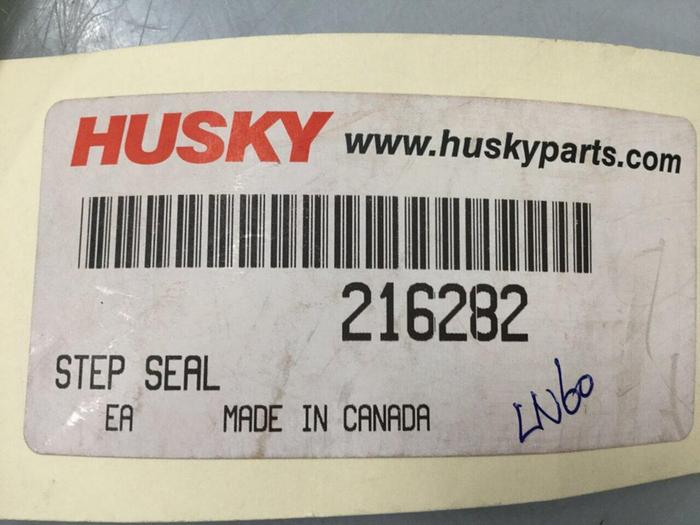 HUSKY www.huskyparts.com
216282
STEP SEAL
EA MADE IN CANADA
LN60